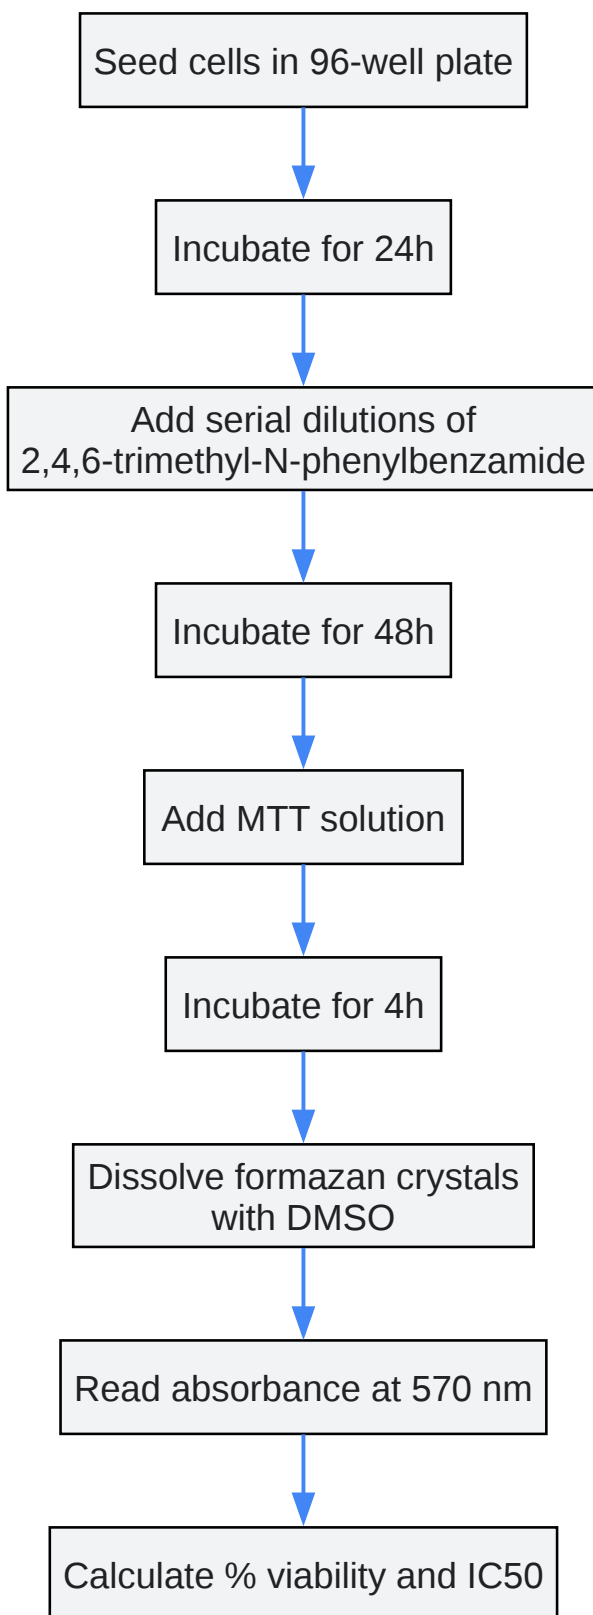 Seed cells in 96-well plate
Incubate for 24h
Add serial dilutions of
2,4,6-trimethyl-N-phenylbenzamide
Incubate for 48h
Add MTT solution
Incubate for 4h
Dissolve formazan crystals
with DMSO
Read absorbance at 570 nm
Calculate % viability and IC50